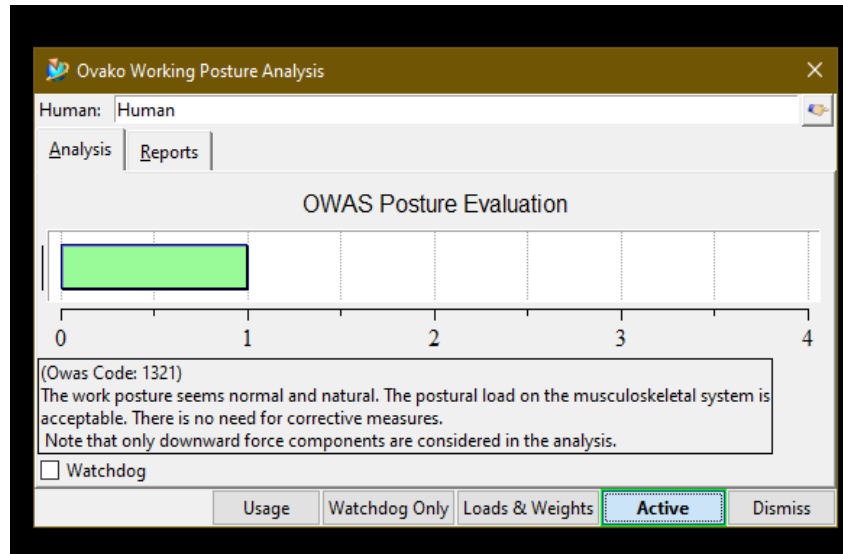 Ovako Working Posture Analysis
Human: Human
Analysis Reports
OWAS Posture Evaluation
0 1 2 3 4
(Owas Code: 1321)
The work posture seems normal and natural. The postural load on the musculoskeletal system is
acceptable. There is no need for corrective measures.
Note that only downward force components are considered in the analysis.
Watchdog
Usage Watchdog Only Loads & Weights Active Dismiss